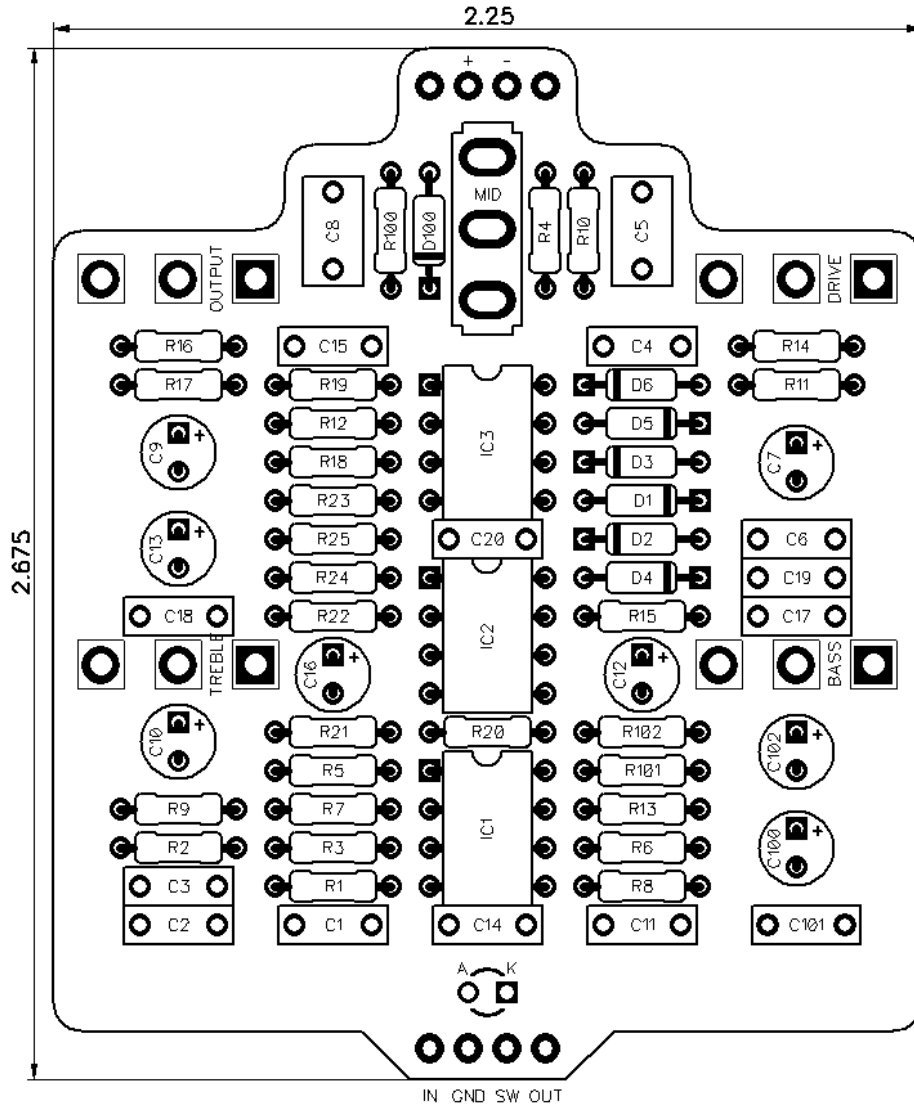 2.25
+ -
MID
C8 R100 D100 R4 R10 C5
OUTPUT DRIVE
R16 C15 C4 R14
R17 R19 D6 R11
R12 D5
C9 + IC3 C7 +
R18 D3
R23 D1
C13 + R25 C20 D2 C6
R24 D4 C19
C18 R22 IC2 R15 C17
2.675
TREBLE C16 + C12 + BASS
C10 + R21 R20 R102 C102 +
R5 R101
R9 R7 IC1 R13
R2 R3 R6 C100 +
C3 R1 R8
C2 C1 C14 C11 C101
A K
IN GND SW OUT